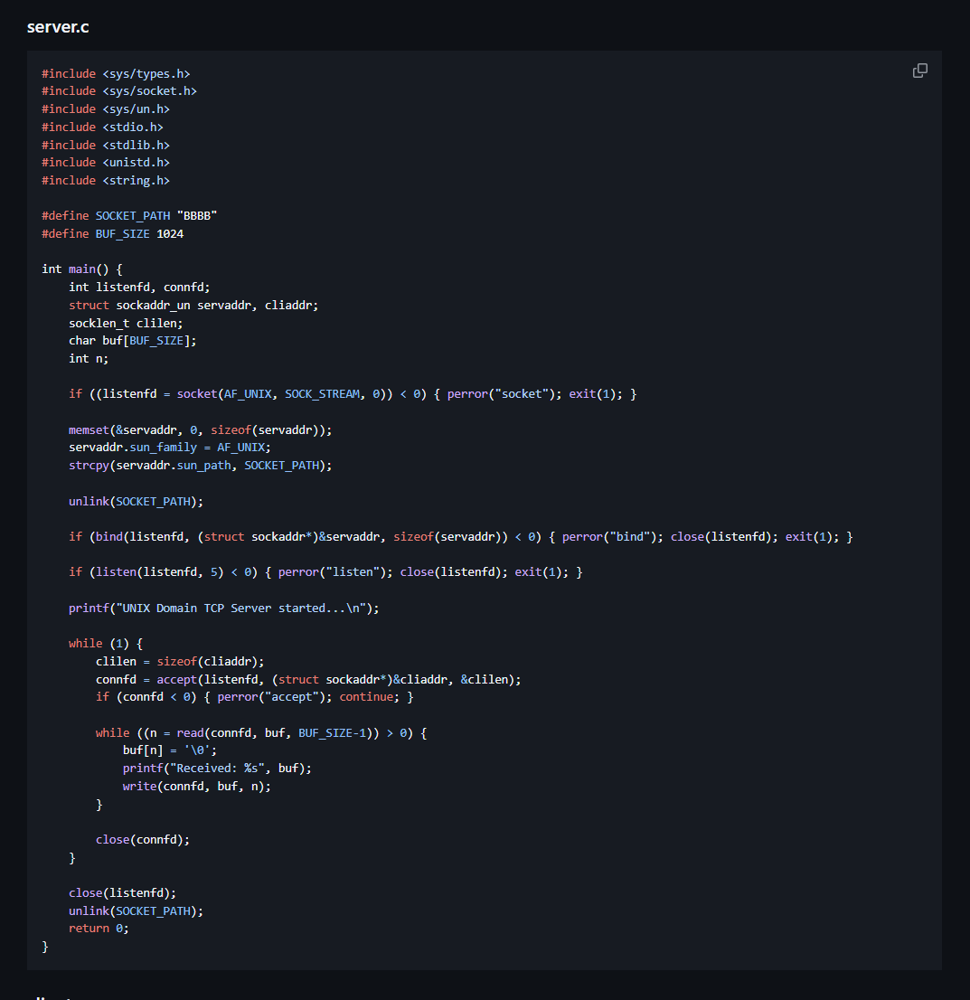 server.c
#include <sys/types.h>
#include <sys/socket.h>
#include <sys/un.h>
#include <stdio.h>
#include <stdlib.h>
#include <unistd.h>
#include <string.h>

#define SOCKET_PATH "BBBB"
#define BUF_SIZE 1024

int main() {
    int listenfd, connfd;
    struct sockaddr_un servaddr, cliaddr;
    socklen_t clilen;
    char buf[BUF_SIZE];
    int n;

    if ((listenfd = socket(AF_UNIX, SOCK_STREAM, 0)) < 0) { perror("socket"); exit(1); }

    memset(&servaddr, 0, sizeof(servaddr));
    servaddr.sun_family = AF_UNIX;
    strcpy(servaddr.sun_path, SOCKET_PATH);

    unlink(SOCKET_PATH);

    if (bind(listenfd, (struct sockaddr*)&servaddr, sizeof(servaddr)) < 0) { perror("bind"); close(listenfd); exit(1); }

    if (listen(listenfd, 5) < 0) { perror("listen"); close(listenfd); exit(1); }

    printf("UNIX Domain TCP Server started...\n");

    while (1) {
        clilen = sizeof(cliaddr);
        connfd = accept(listenfd, (struct sockaddr*)&cliaddr, &clilen);
        if (connfd < 0) { perror("accept"); continue; }

        while ((n = read(connfd, buf, BUF_SIZE-1)) > 0) {
            buf[n] = '\0';
            printf("Received: %s", buf);
            write(connfd, buf, n);
        }

        close(connfd);
    }

    close(listenfd);
    unlink(SOCKET_PATH);
    return 0;
}